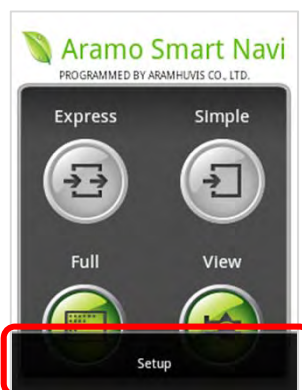 Aramo Smart Navi
PROGRAMMED BY ARAMHUVIS CO., LTD.
Express Simple
Full View
Setup